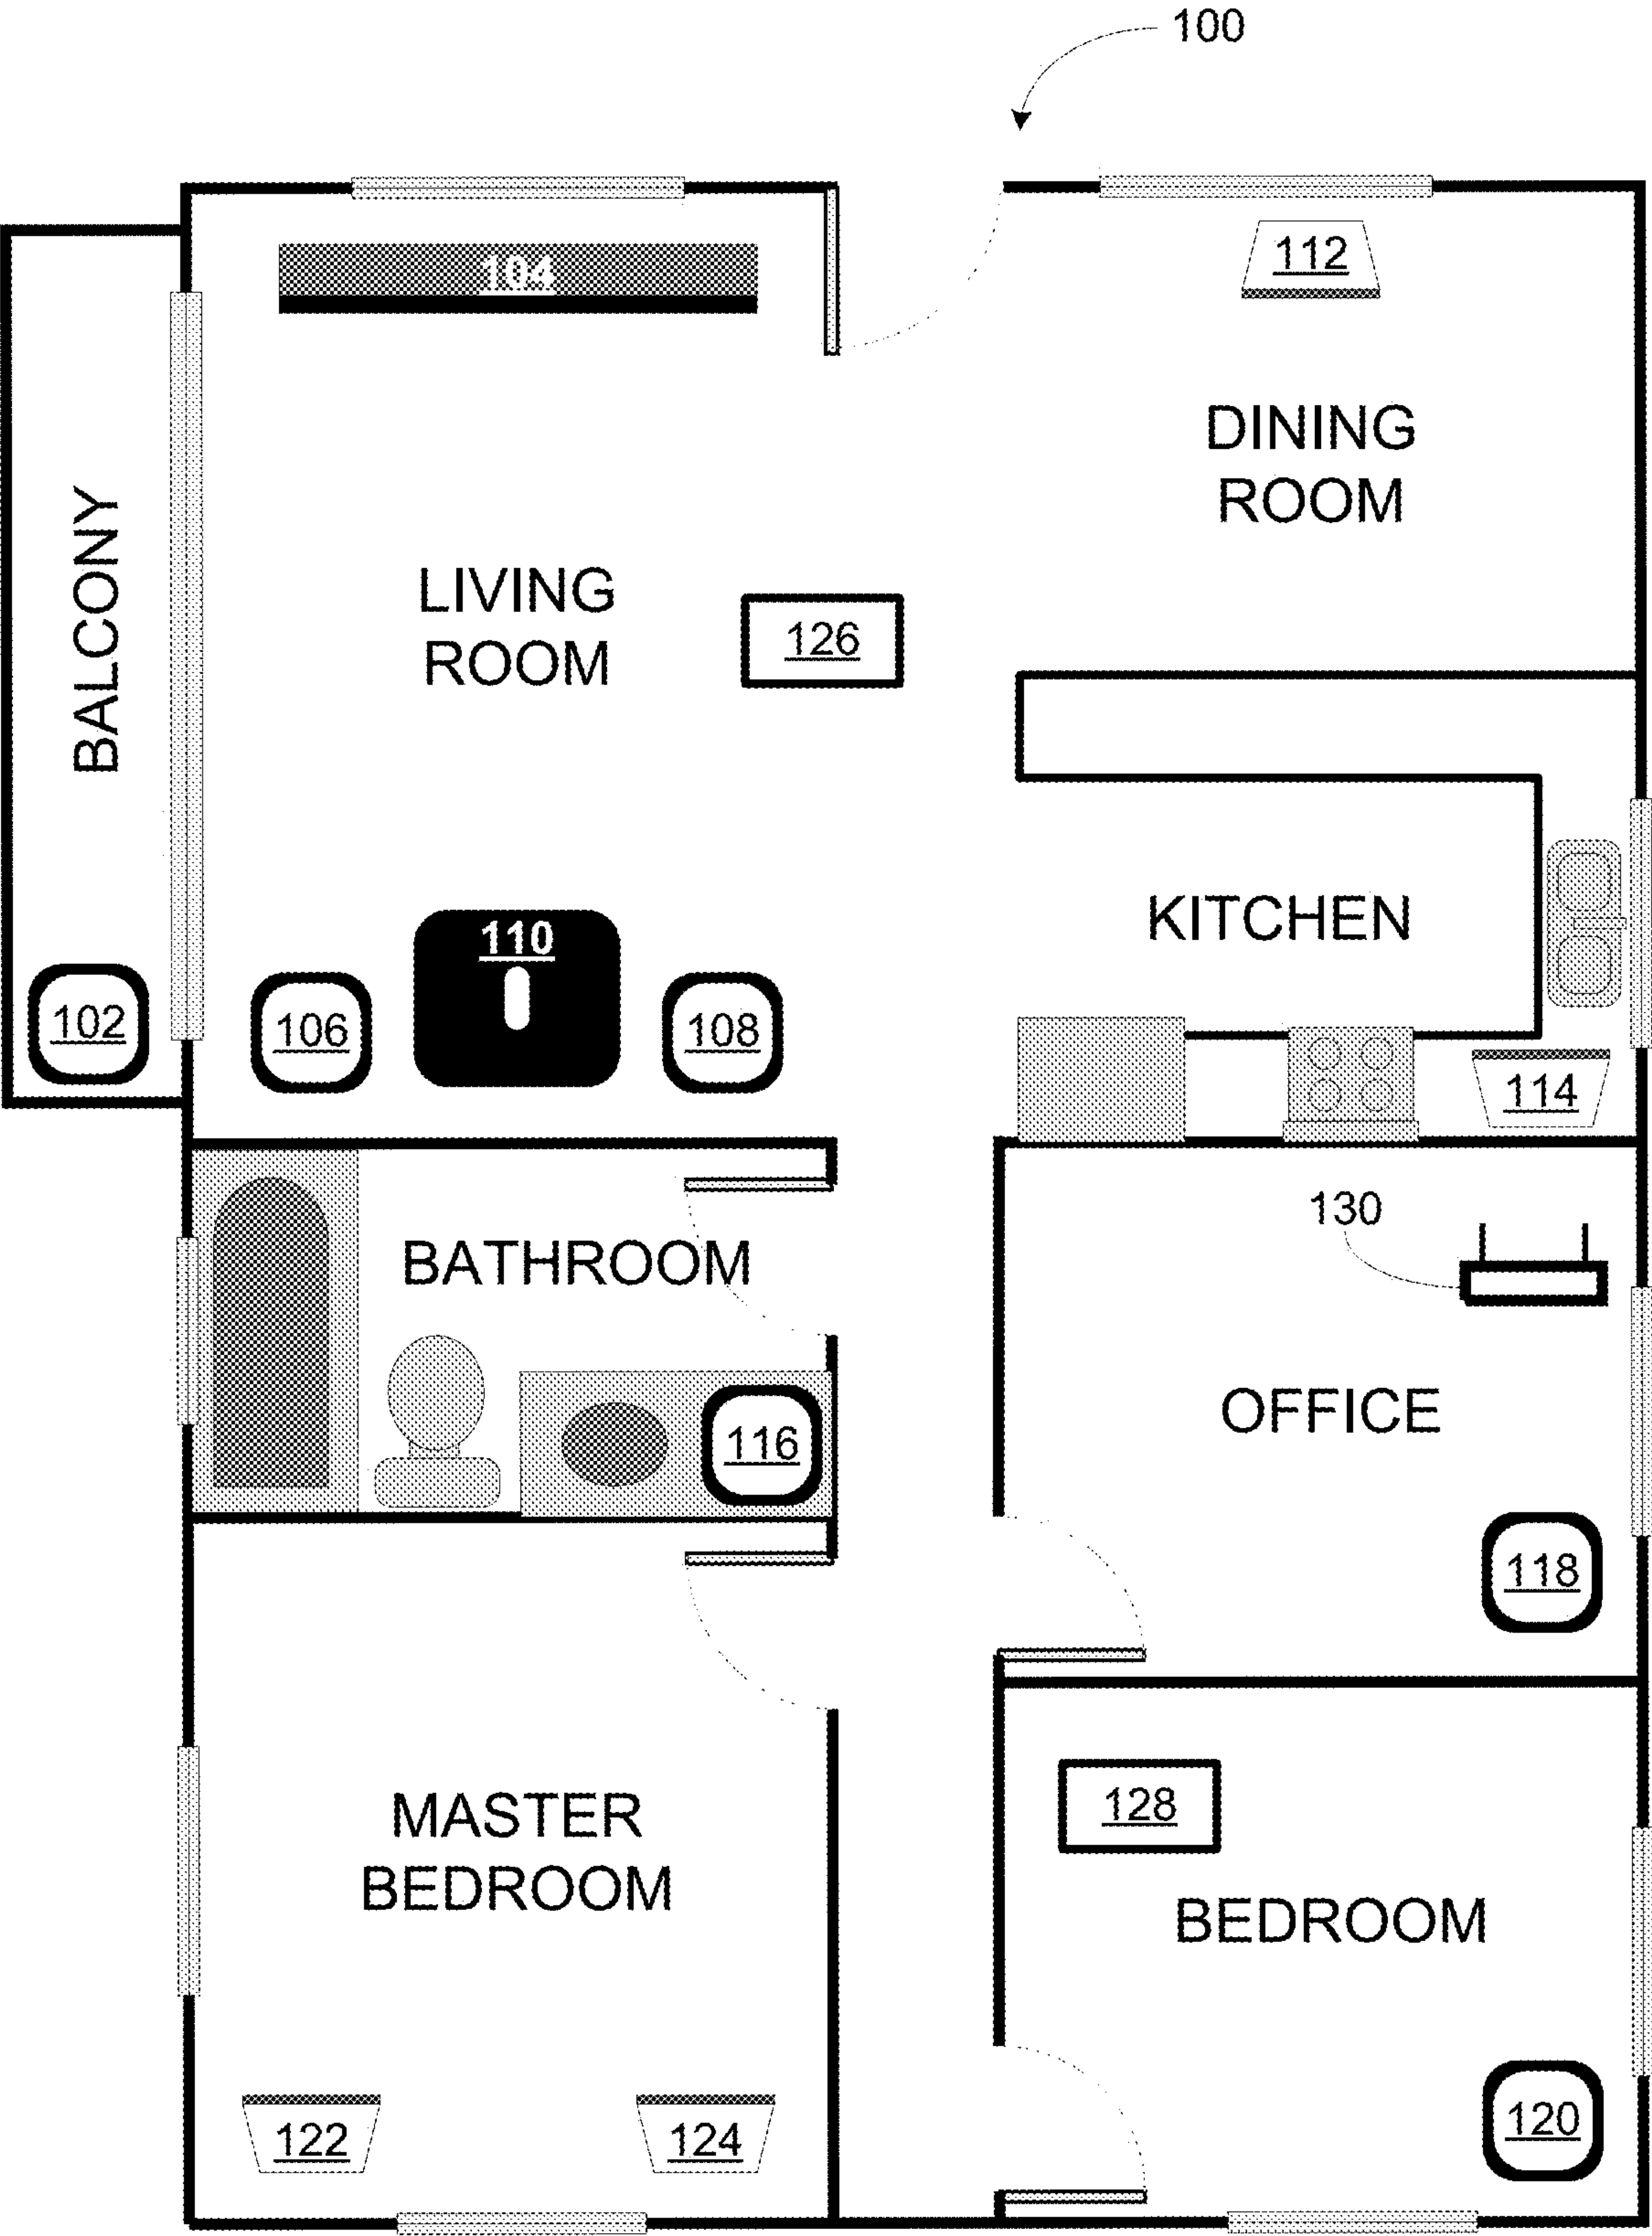 100
104
112
DINING
ROOM
BALCONY
LIVING
ROOM
126
KITCHEN
110
102
106
108
114
130
BATHROOM
OFFICE
116
118
128
MASTER
BEDROOM
BEDROOM
122
124
120